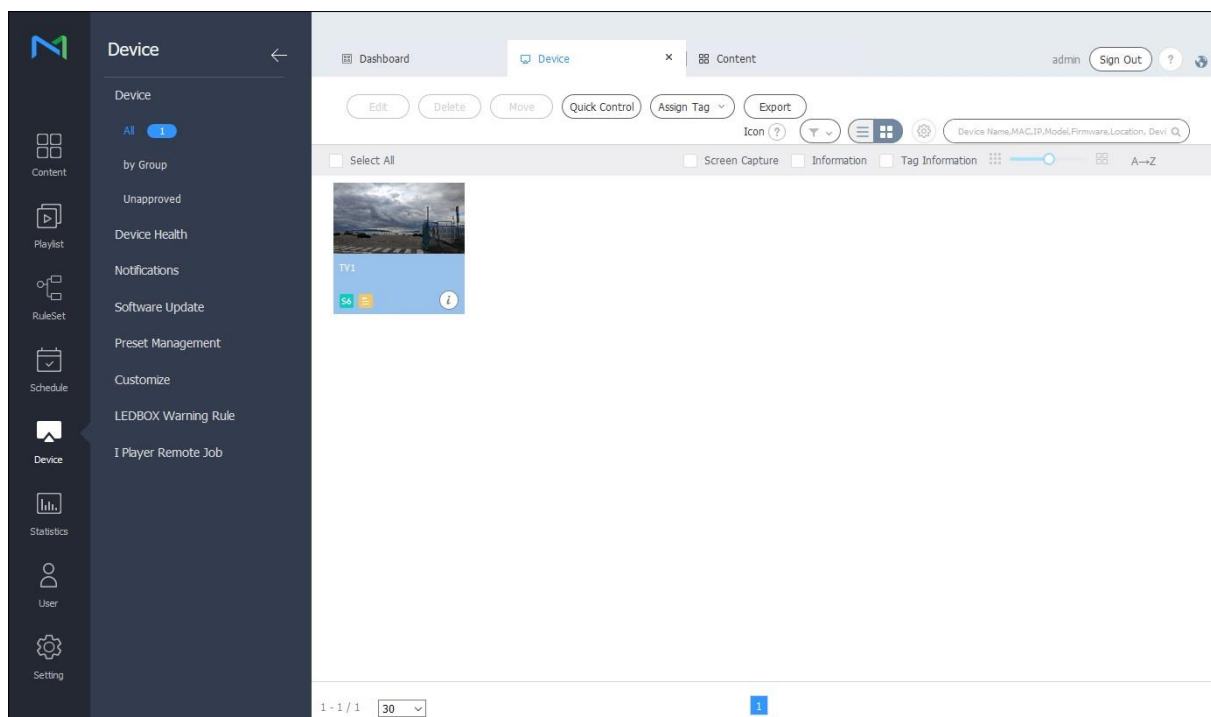 Device
Dashboard
Device
×
Content
admin
Sign Out
?
Edit
Delete
Move
Quick Control
Assign Tag
Export
Icon
?
Device Name,MAC,IP,Model,Firmware,Location, Devi
Select All
Screen Capture
Information
Tag Information
A→Z
Content
Playlist
RuleSet
Schedule
Device
Statistics
User
Setting
Device
All 1
by Group
Unapproved
Device Health
Notifications
Software Update
Preset Management
Customize
LEDBOX Warning Rule
I Player Remote Job
TV1
S6
i
1 - 1 / 1
30
1